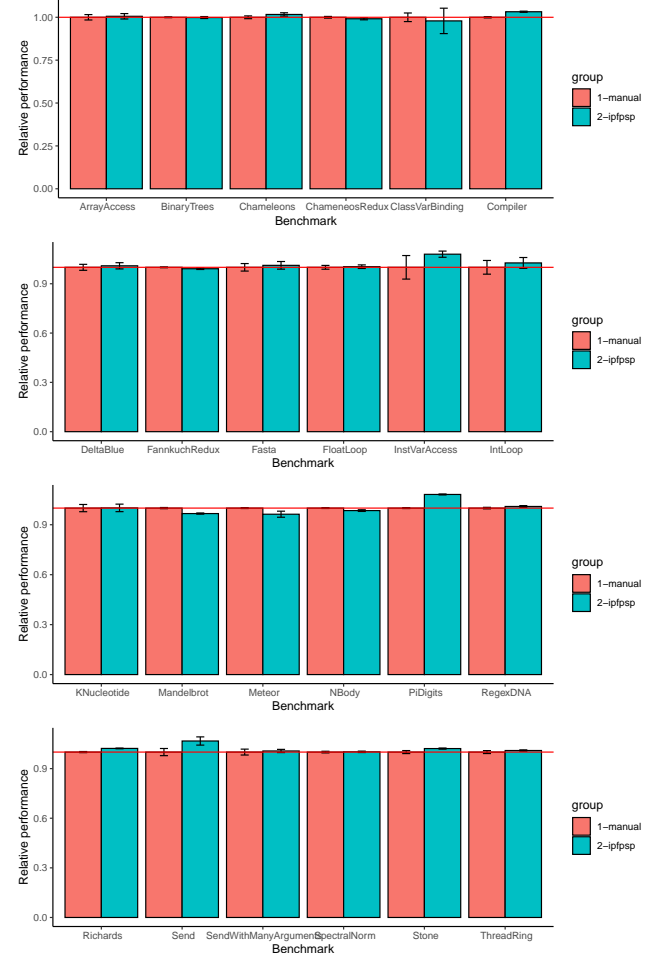 1.00
0.75
0.50
0.25
0.00
Relative performance
ArrayAccess BinaryTrees Chameleons ChameneosRedux ClassVarBinding Compiler
Benchmark
group
1−manual
2−ipfpsp
0.9
0.6
0.3
0.0
Relative performance
DeltaBlue FannkuchRedux Fasta FloatLoop InstVarAccess IntLoop
Benchmark
group
1−manual
2−ipfpsp
0.9
0.6
0.3
0.0
Relative performance
KNucleotide Mandelbrot Meteor NBody PiDigits RegexDNA
Benchmark
group
1−manual
2−ipfpsp
0.9
0.6
0.3
0.0
Relative performance
Richards Send SendWithManyArguments SpectralNorm Stone ThreadRing
Benchmark
group
1−manual
2−ipfpsp